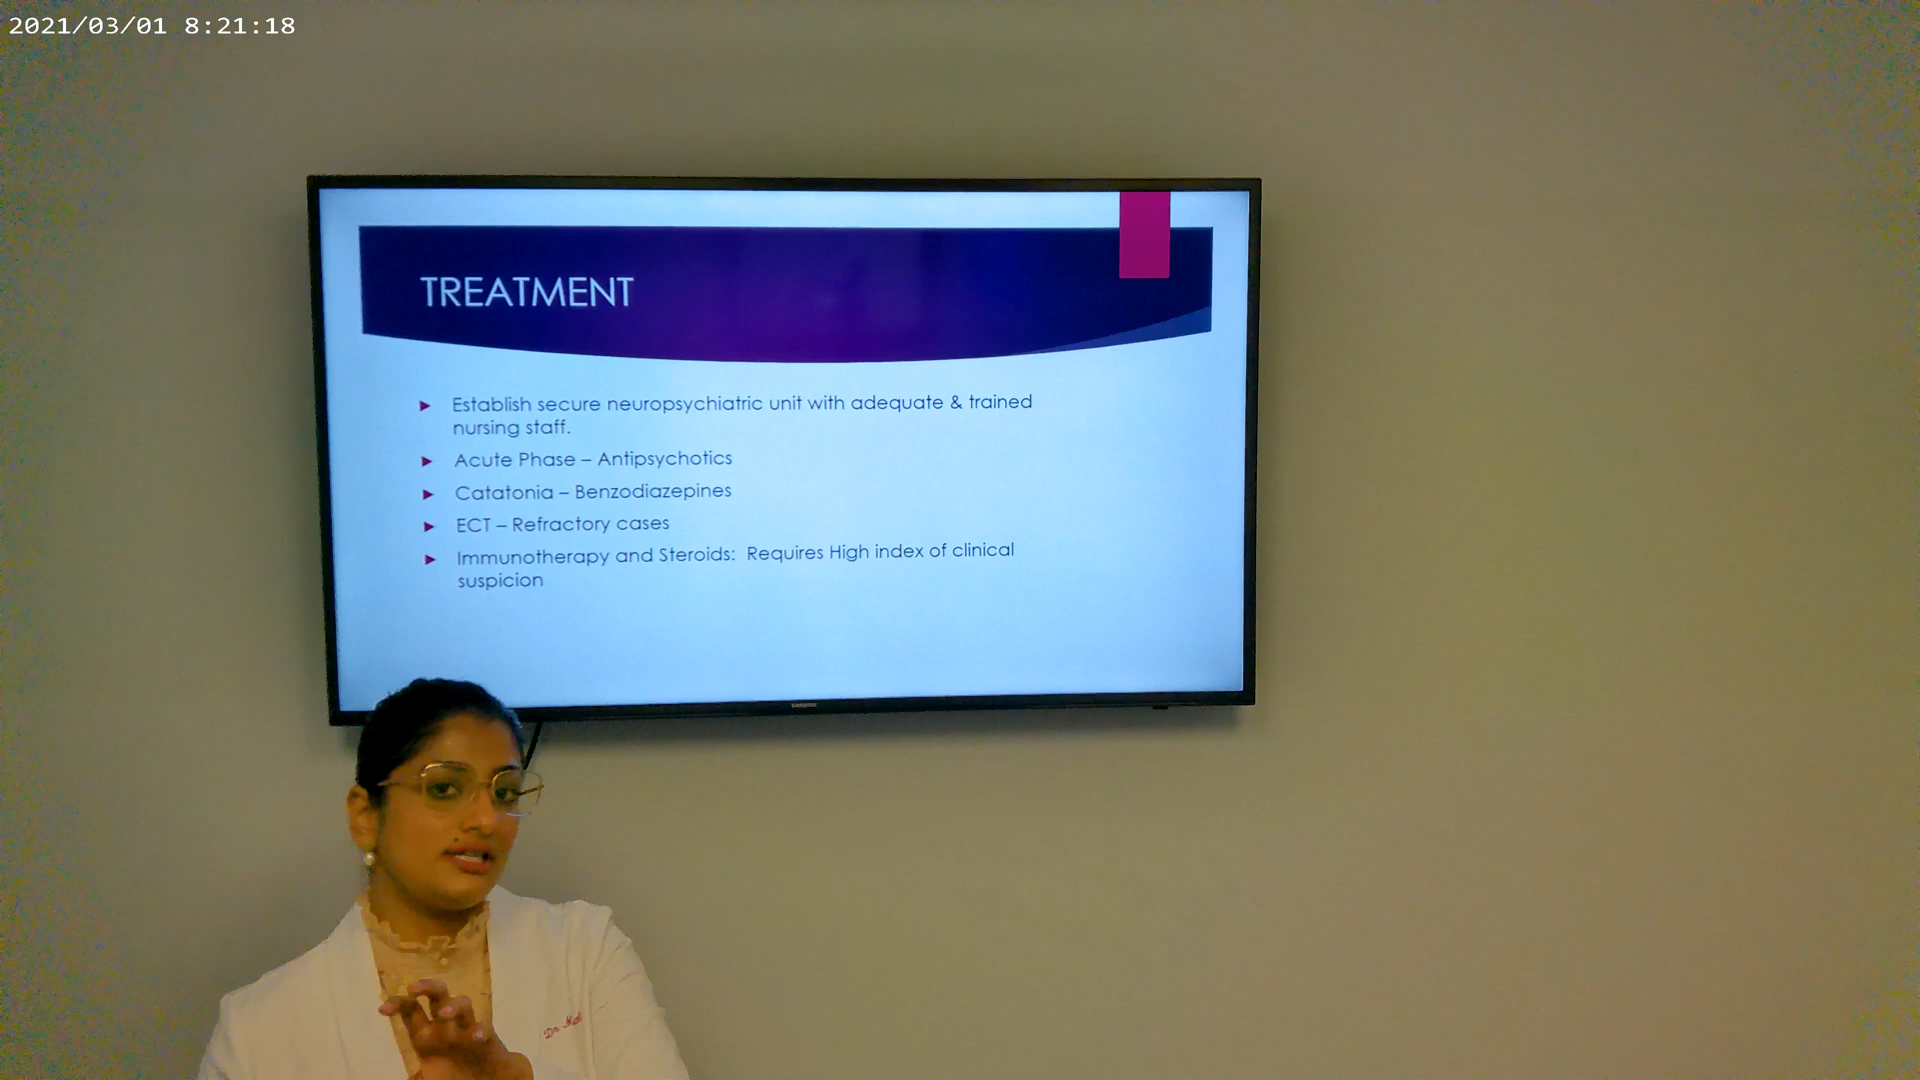 2021/03/01 8:21:18
TREATMENT
Establish secure neuropsychiatric unit with adequate & trained
nursing staff.
Acute Phase – Antipsychotics
Catatonia – Benzodiazepines
ECT – Refractory cases
Immunotherapy and Steroids: Requires High index of clinical
suspicion
Dr